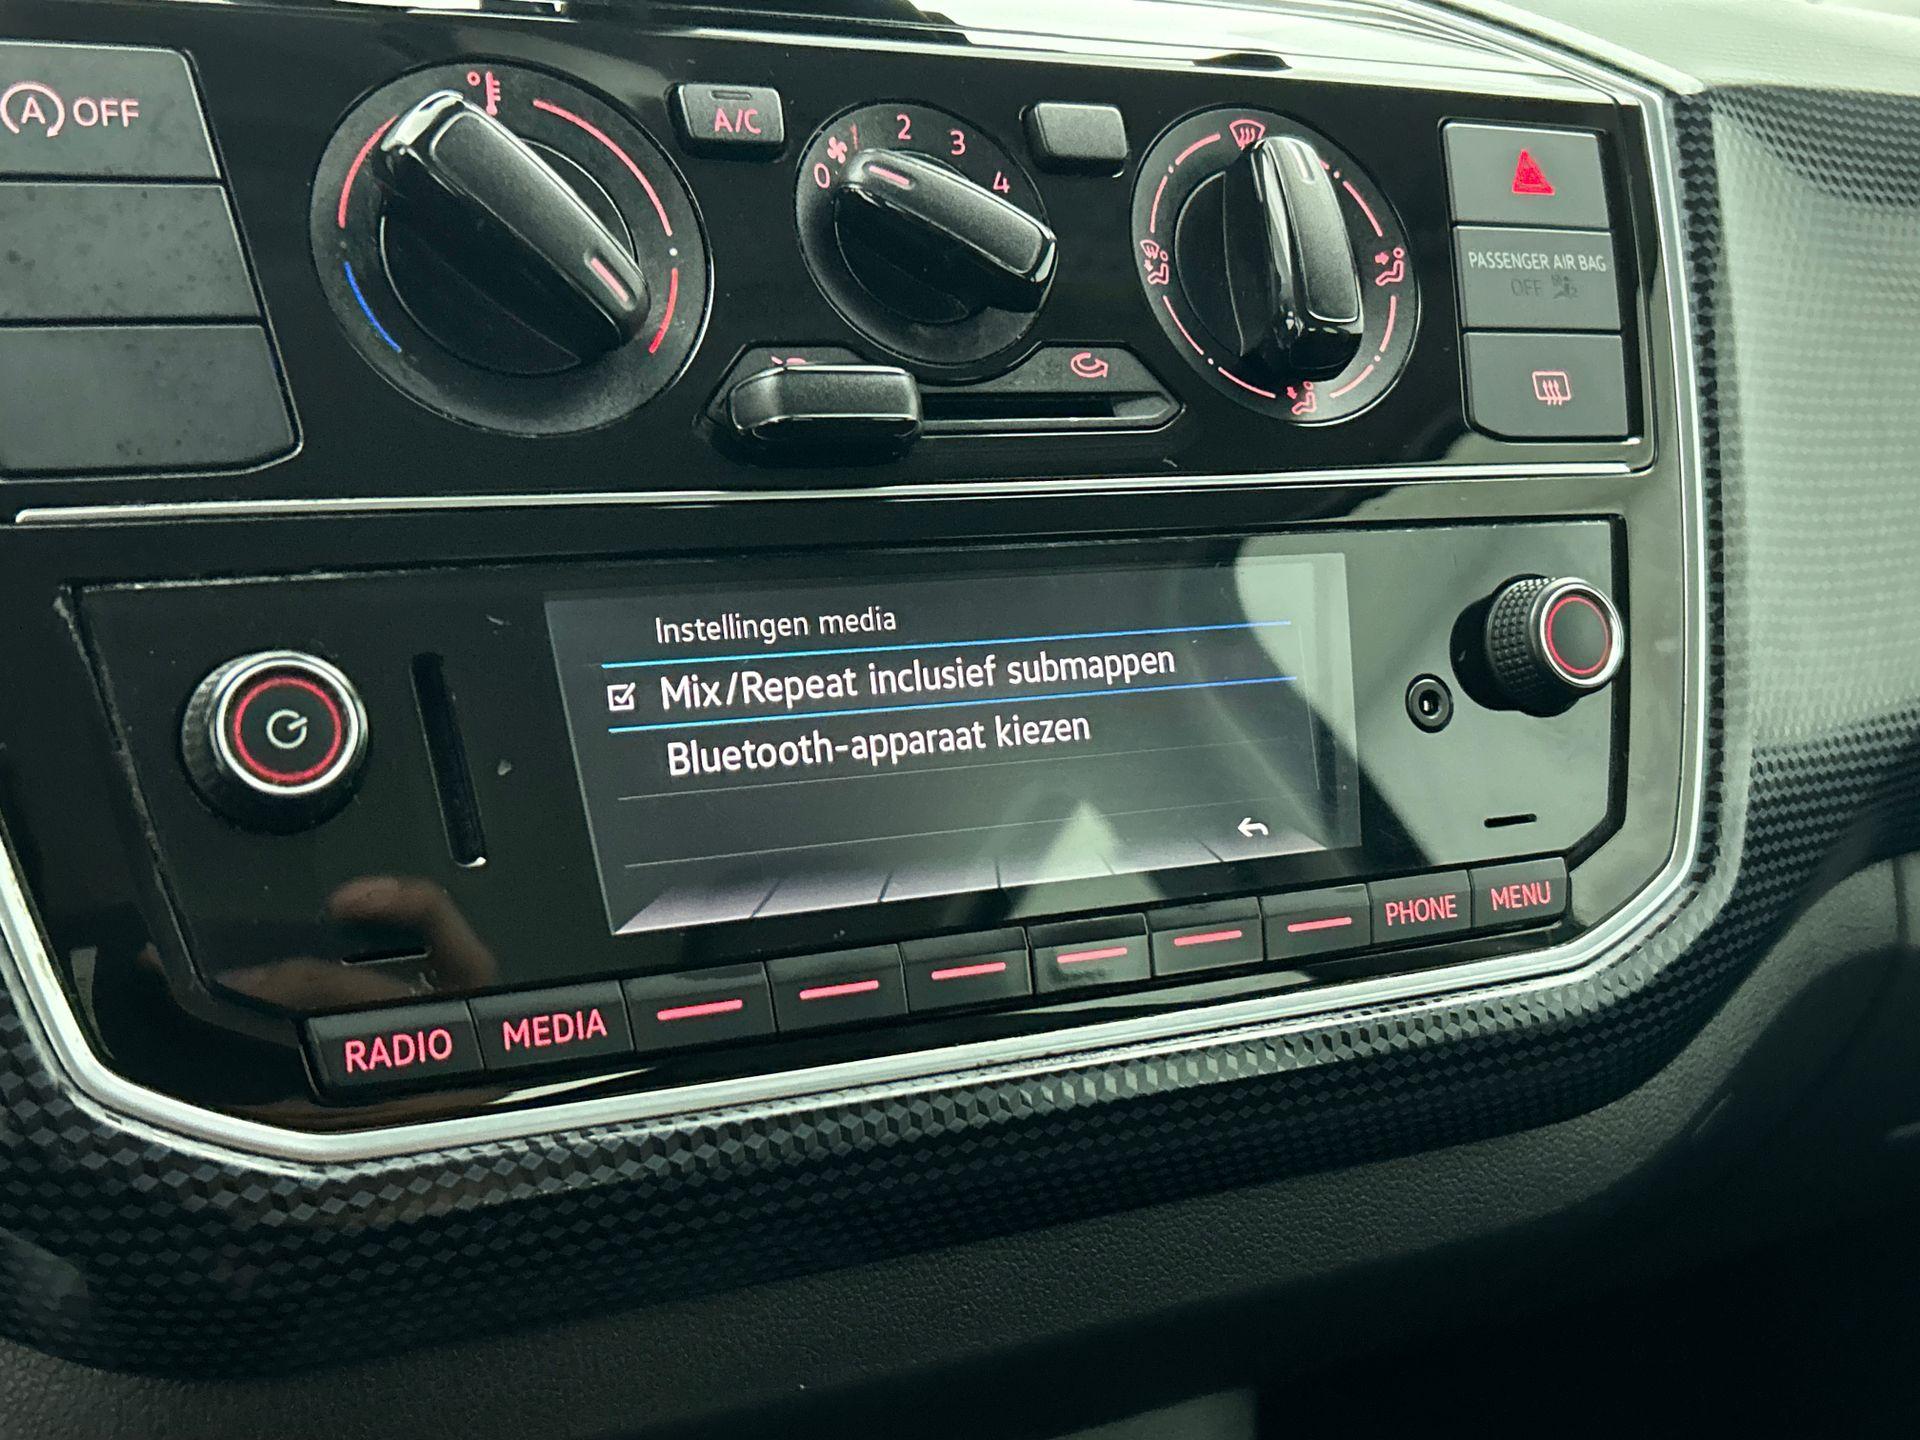 A OFF
A/C
0 1 2 3 4
PASSENGER AIR BAG
OFF
Instellingen media
Mix/Repeat inclusief submappen
Bluetooth-apparaat kiezen
RADIO MEDIA PHONE MENU